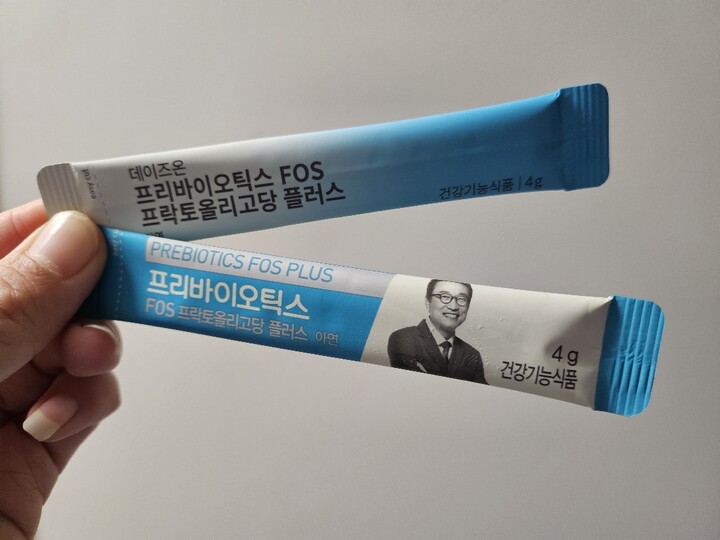 easy cut
데이즈온
프리바이오틱스 FOS
프락토올리고당 플러스
건강기능식품 | 4g
PREBIOTICS FOS PLUS
프리바이오틱스
FOS 프락토올리고당 플러스 아연
4 g
건강기능식품